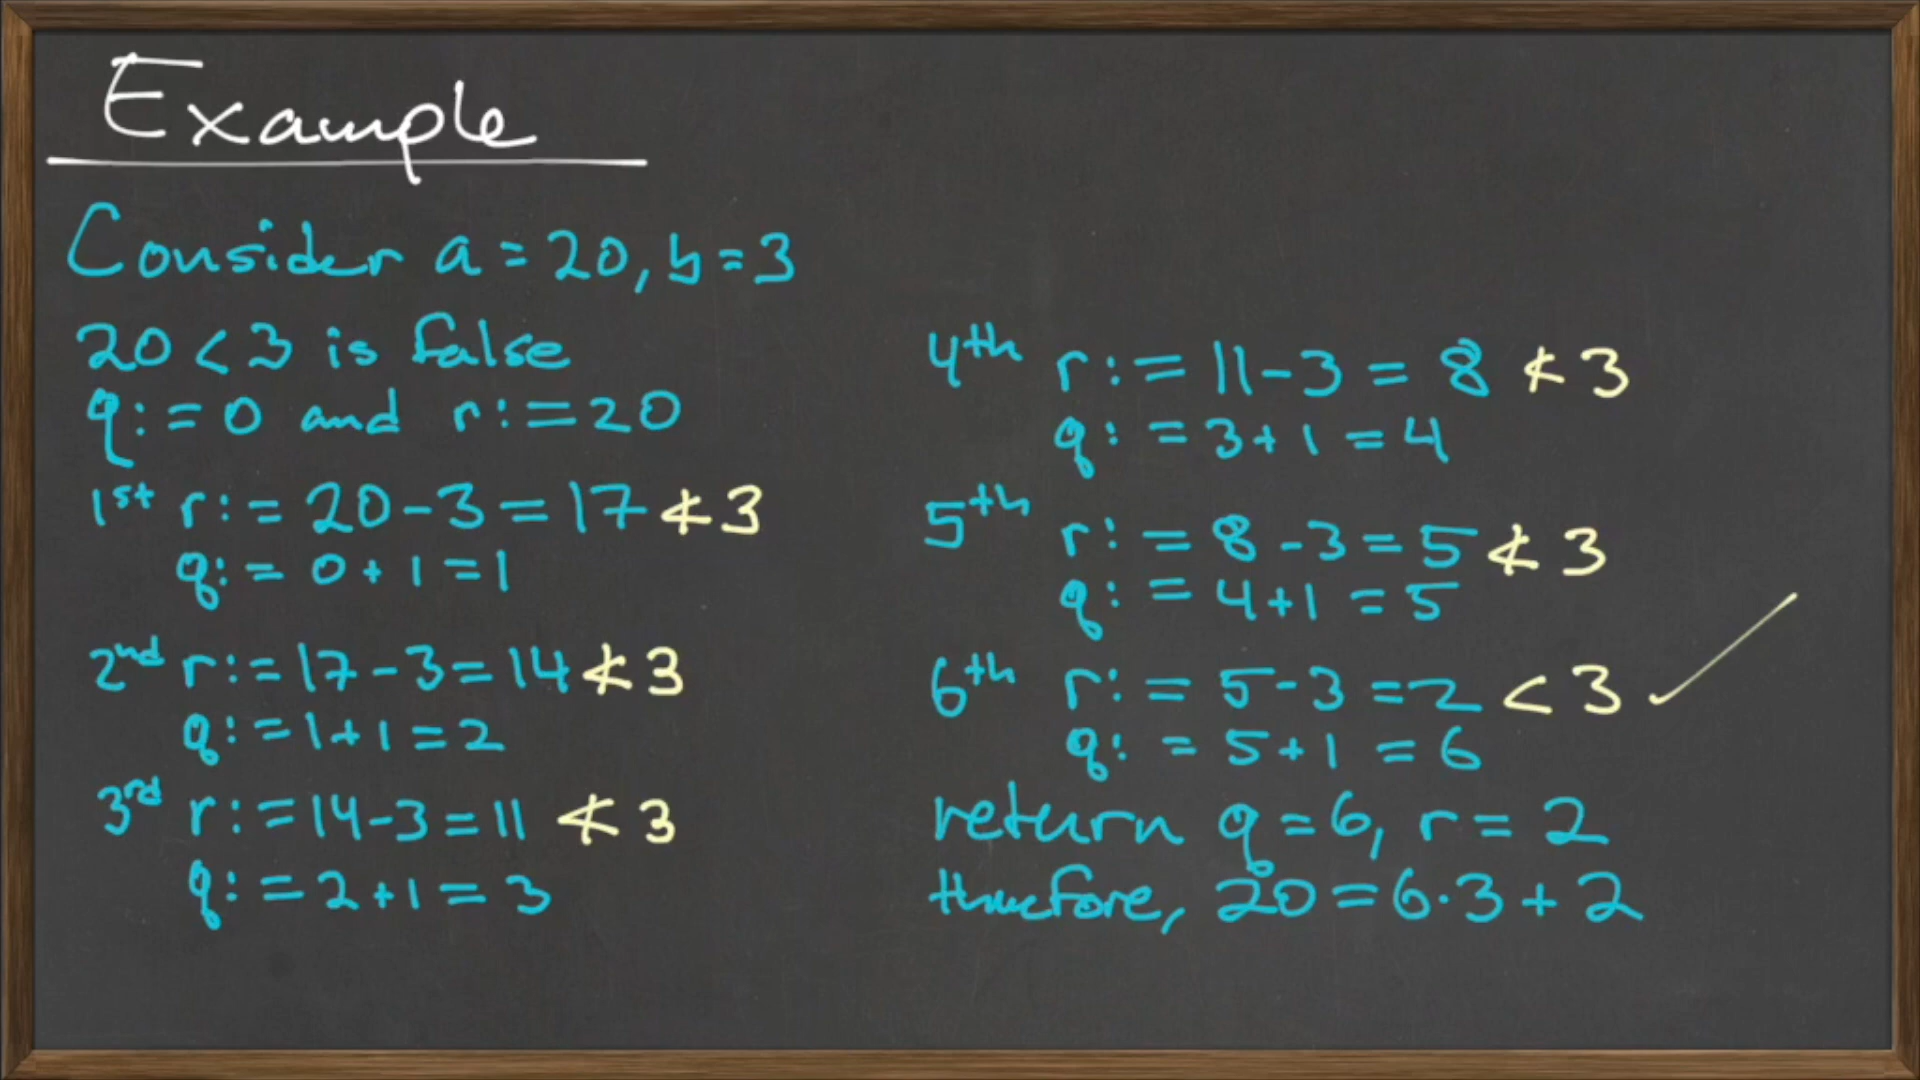 Example
Consider a = 20, b = 3
20 < 3 is false
q := 0 and r := 20
1st r := 20 - 3 = 17 ≮ 3
q := 0 + 1 = 1
2nd r := 17 - 3 = 14 ≮ 3
q := 1 + 1 = 2
3rd r := 14 - 3 = 11 ≮ 3
q := 2 + 1 = 3
4th r := 11 - 3 = 8 ≮ 3
q := 3 + 1 = 4
5th r := 8 - 3 = 5 ≮ 3
q := 4 + 1 = 5
6th r := 5 - 3 = 2 < 3 ✓
q := 5 + 1 = 6
return q = 6, r = 2
therefore, 20 = 6 · 3 + 2